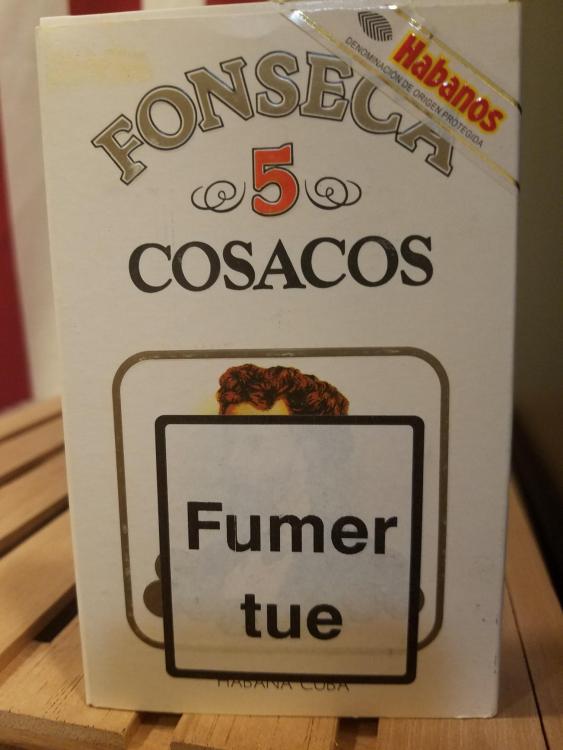 Habanos
DENOMINACIÓN DE ORIGEN PROTEGIDA
FONSECA
5
COSACOS
Fumer
tue
HABANA CUBA